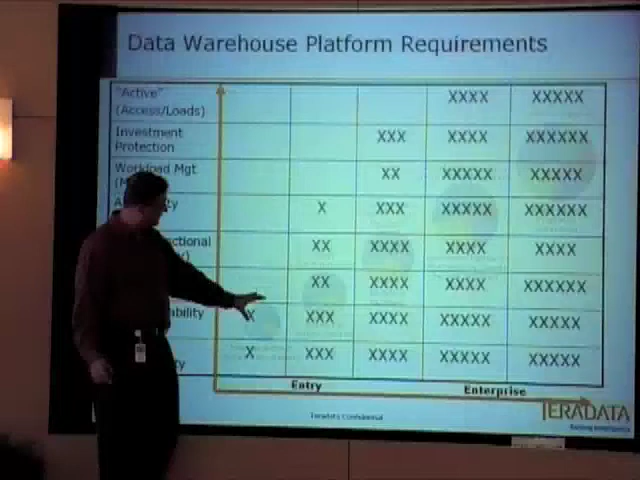 Data Warehouse Platform Requirements
"Active" XXXX XXXXX
(Access/Loads)
Investment XXX XXXX XXXXXX
Protection
Workload Mgt XX XXXXX XXXXX
X XXX XXXXX XXXXXX
XX XXXX XXXX XXXX
XX XXX XXXX XXXXXX
X XXX XXXX XXXXX XXXXX
X XXX XXXX XXXXX XXXXX
Entry Enterprise
Teradata Confidential
TERADATA